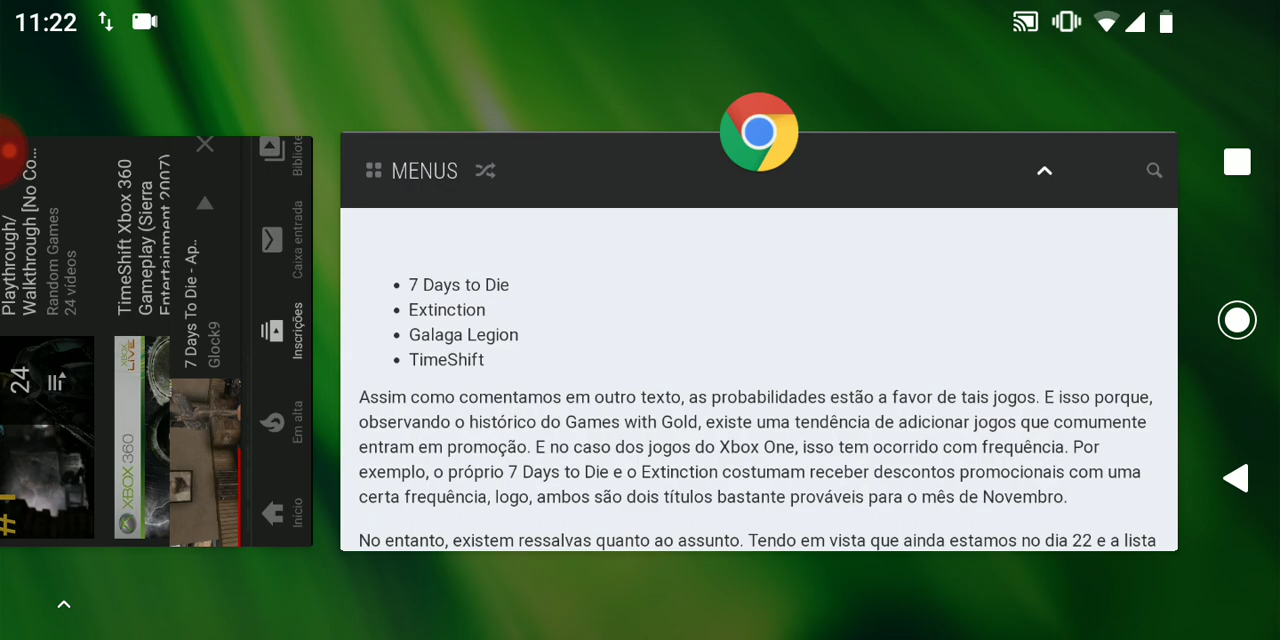 11:22
MENUS
7 Days to Die
Extinction
Galaga Legion
TimeShift
Assim como comentamos em outro texto, as probabilidades estão a favor de tais jogos. E isso porque,
observando o histórico do Games with Gold, existe uma tendência de adicionar jogos que comumente
entram em promoção. E no caso dos jogos do Xbox One, isso tem ocorrido com frequência. Por
exemplo, o próprio 7 Days to Die e o Extinction costumam receber descontos promocionais com uma
certa frequência, logo, ambos são dois títulos bastante prováveis para o mês de Novembro.
No entanto, existem ressalvas quanto ao assunto. Tendo em vista que ainda estamos no dia 22 e a lista
Playthrough/
Walkthrough [No Co...
Random Games
24 vídeos
24
#
TimeShift Xbox 360
Gameplay (Sierra
Entertainment 2007)
XBOX 360
XBOX
LIVE
7 Days To Die - Ap..
Glock9
Início
Em alta
Inscrições
Caixa entrada
Bibliote